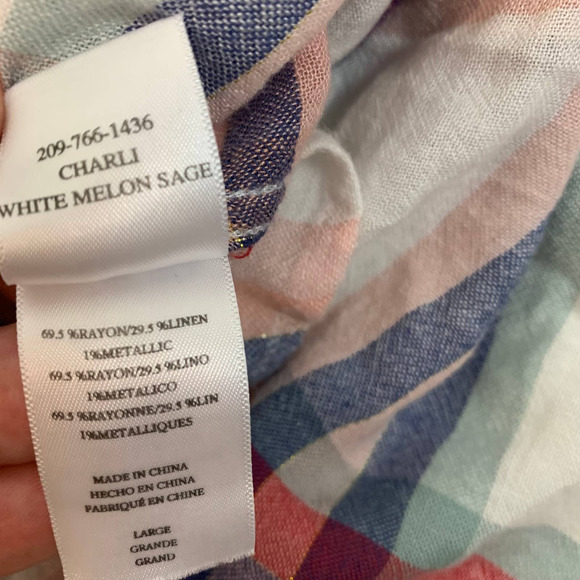 209-766-1436
CHARLI
WHITE MELON SAGE
69.5 %RAYON/29.5 %LINEN
1%METALLIC
69.5 %RAYON/29.5 %LINO
1%METALICO
69.5 %RAYONNE/29.5 %LIN
1%METALLIQUES
MADE IN CHINA
HECHO EN CHINA
FABRIQUÉ EN CHINE
LARGE
GRANDE
GRAND